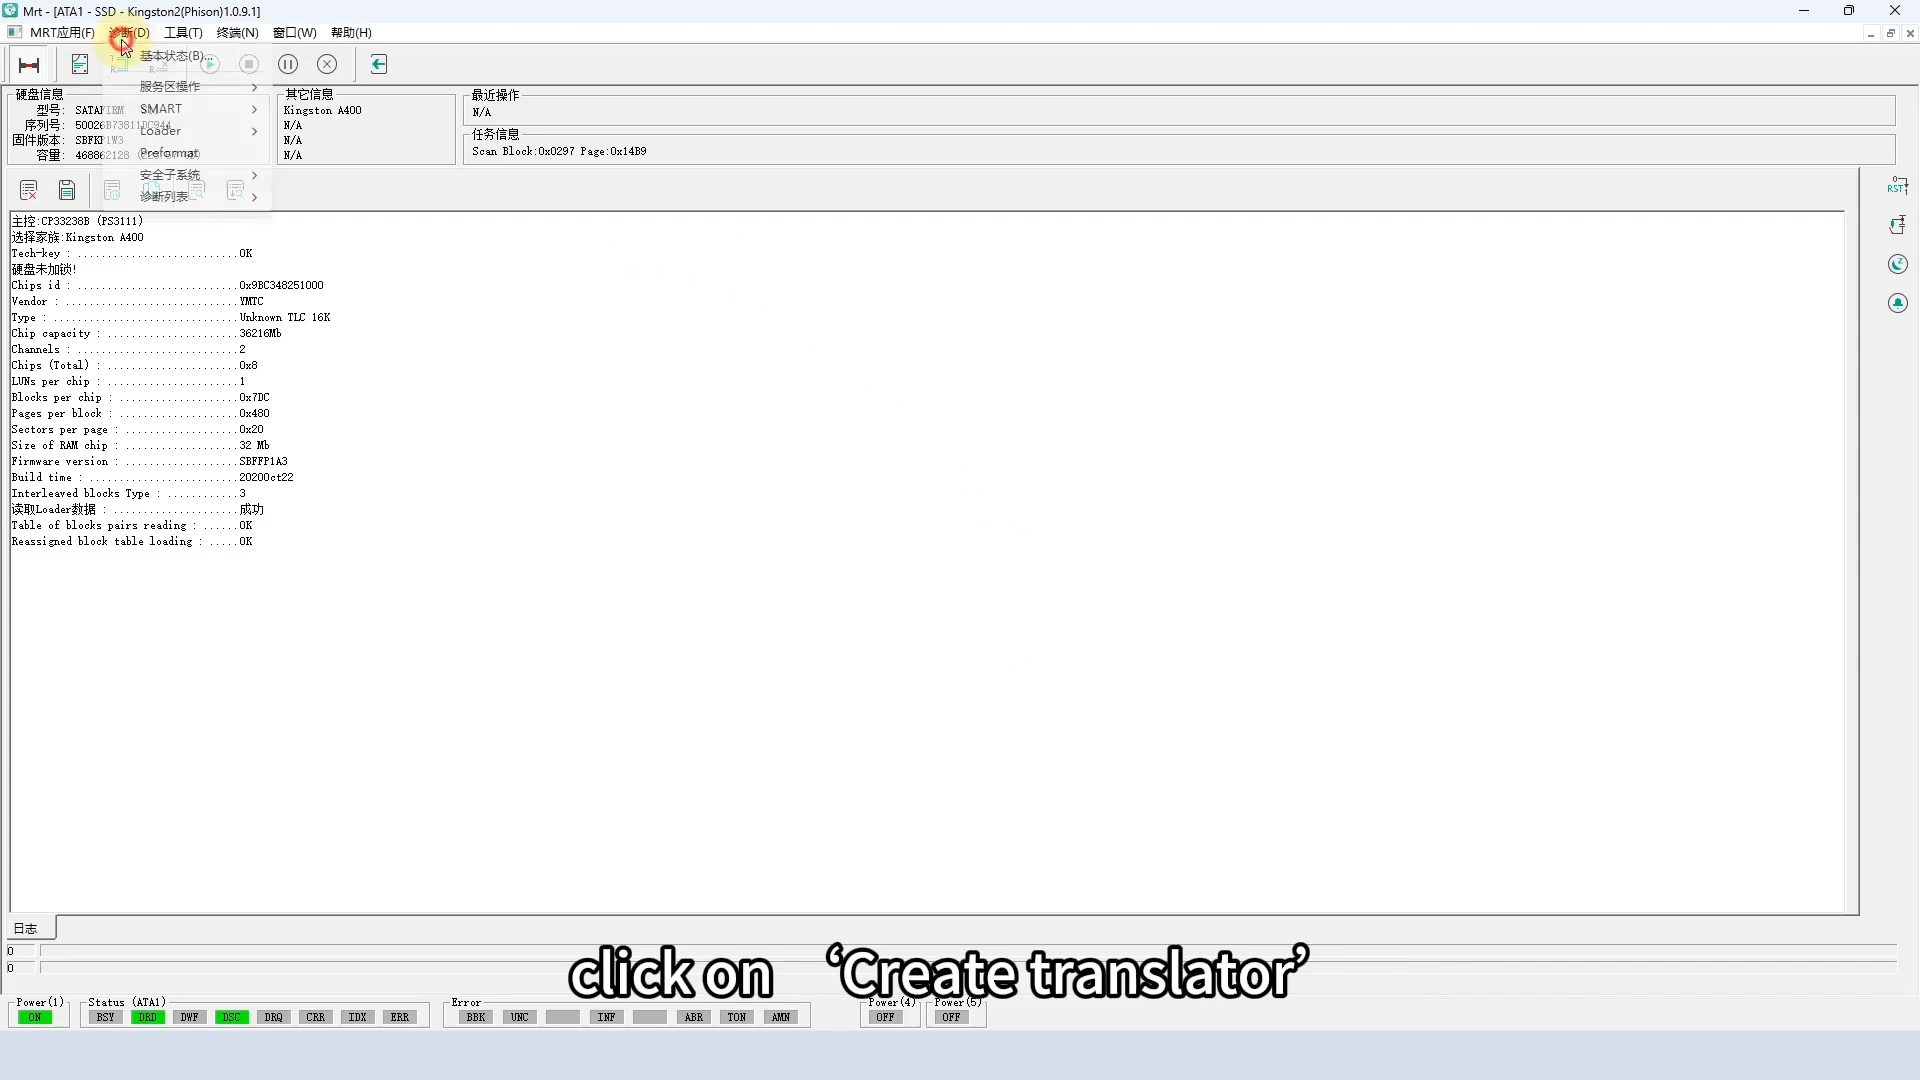 Mrt - [ATA1 - SSD - Kingston2(Phison)1.0.9.1]
MRT应用(F) 诊断(D) 工具(T) 终端(N) 窗口(W) 帮助(H)
基本状态(B)...
服务区操作
SMART
Loader
Preformat
安全子系统
诊断列表
硬盘信息
型号: SATAFIRM
序列号: 50026B73811DC944
固件版本: SBFKP1W3
容量: 468862128
其它信息
Kingston A400
N/A
N/A
N/A
最近操作
N/A
任务信息
Scan Block:0x0297 Page:0x14B9
RST
主控:CP33238B (PS3111)
选择家族:Kingston A400
Tech-key : ...........................OK
硬盘未加锁!
Chips id : ...........................0x9BC348251000
Vendor : .............................YMTC
Type : ...............................Unknown TLC 16K
Chip capacity : ......................36216Mb
Channels : ...........................2
Chips (Total) : ......................0x8
LUNs per chip : ......................1
Blocks per chip : ....................0x7DC
Pages per block : ....................0x480
Sectors per page : ...................0x20
Size of RAM chip : ...................32 Mb
Firmware version : ...................SBFFP1A3
Build time : .........................2020Oct22
Interleaved blocks Type : ............3
读取Loader数据 : .....................成功
Table of blocks pairs reading : ......OK
Reassigned block table loading : .....OK
日志
0
0
click on ‘Create translator’
Power(1) Status (ATA1) Error Power(4) Power(5)
ON BSY DRD DWF DSC DRQ CRR IDX ERR BBK UNC INF ABR TON AMN OFF OFF